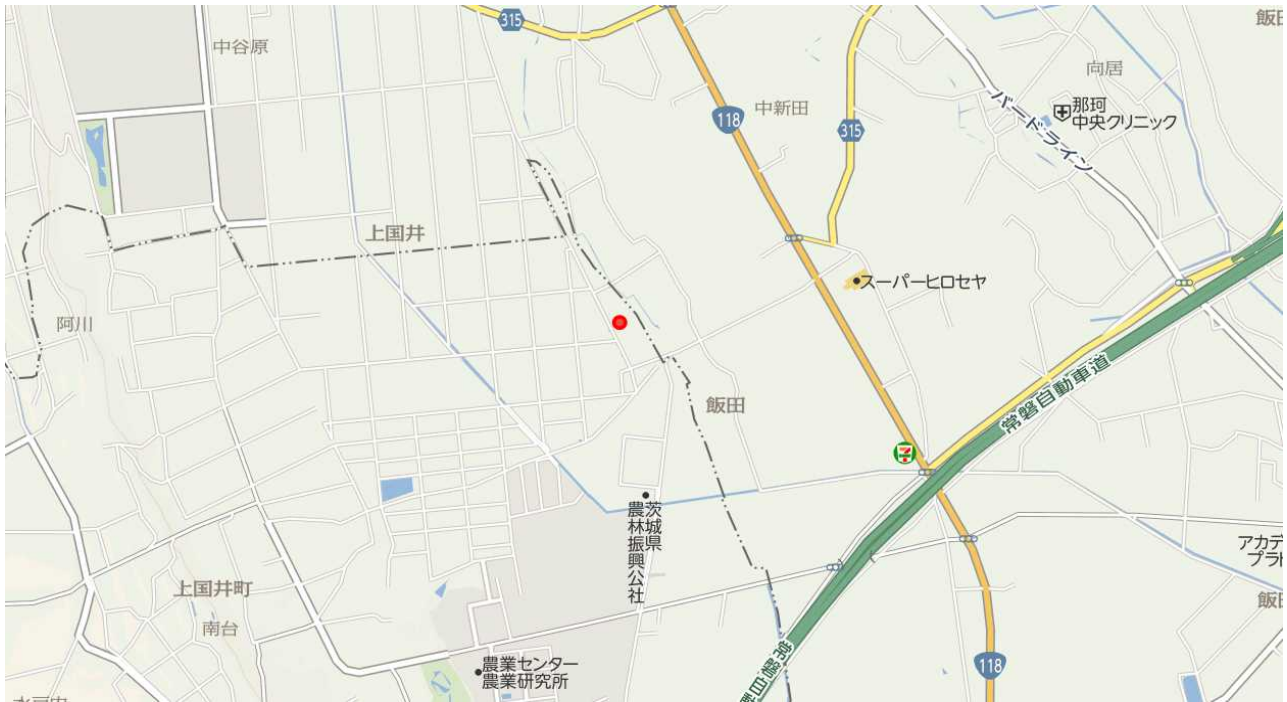 315
飯田
中谷原
向居
118
中新田
315
那珂
中央クリニック
バードライン
上国井
スーパーヒロセヤ
阿川
常磐自動車道
飯田
7
茨城県
農林振興公社
アカデ
プラ
上国井町
飯田
南台
118
農業センター
農業研究所
常磐自